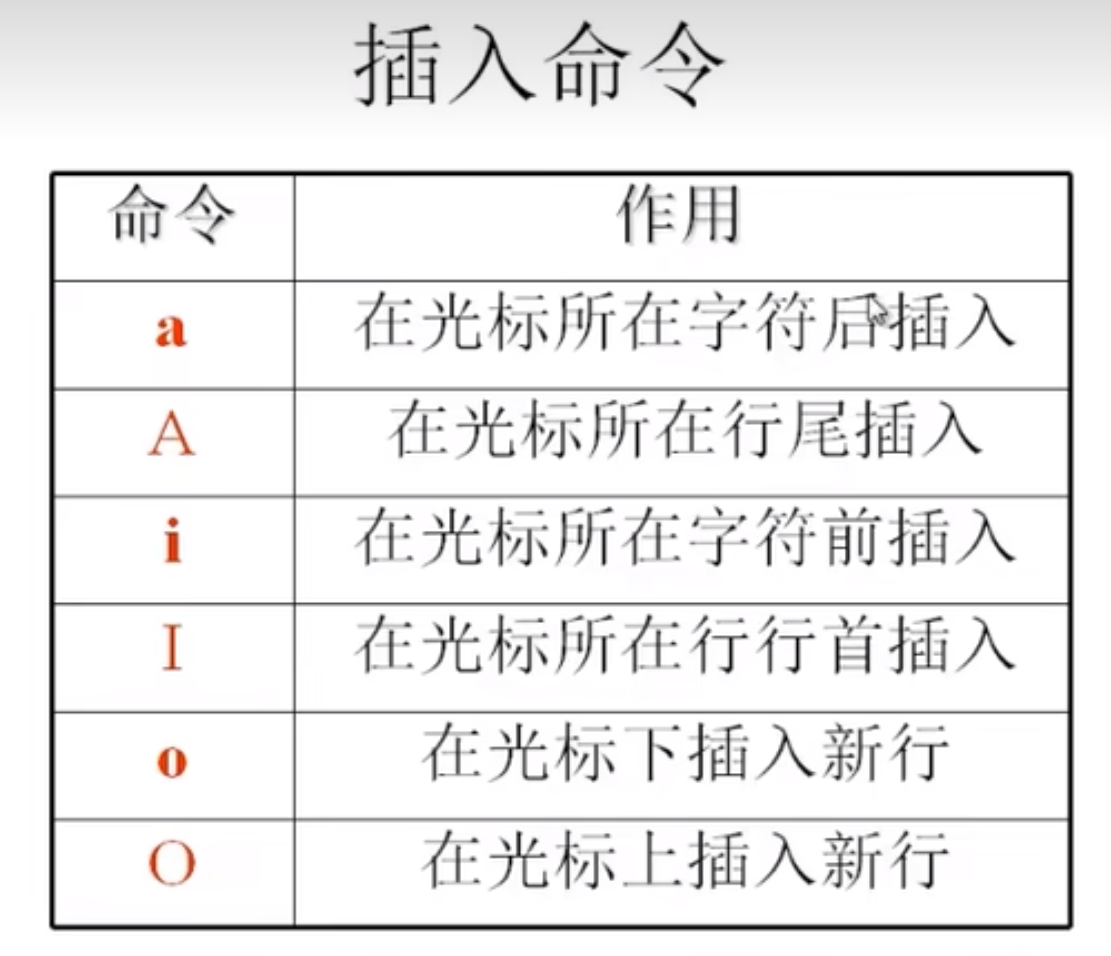 插入命令
命令 作用
a 在光标所在字符后插入
A 在光标所在行尾插入
i 在光标所在字符前插入
I 在光标所在行行首插入
o 在光标下插入新行
O 在光标上插入新行